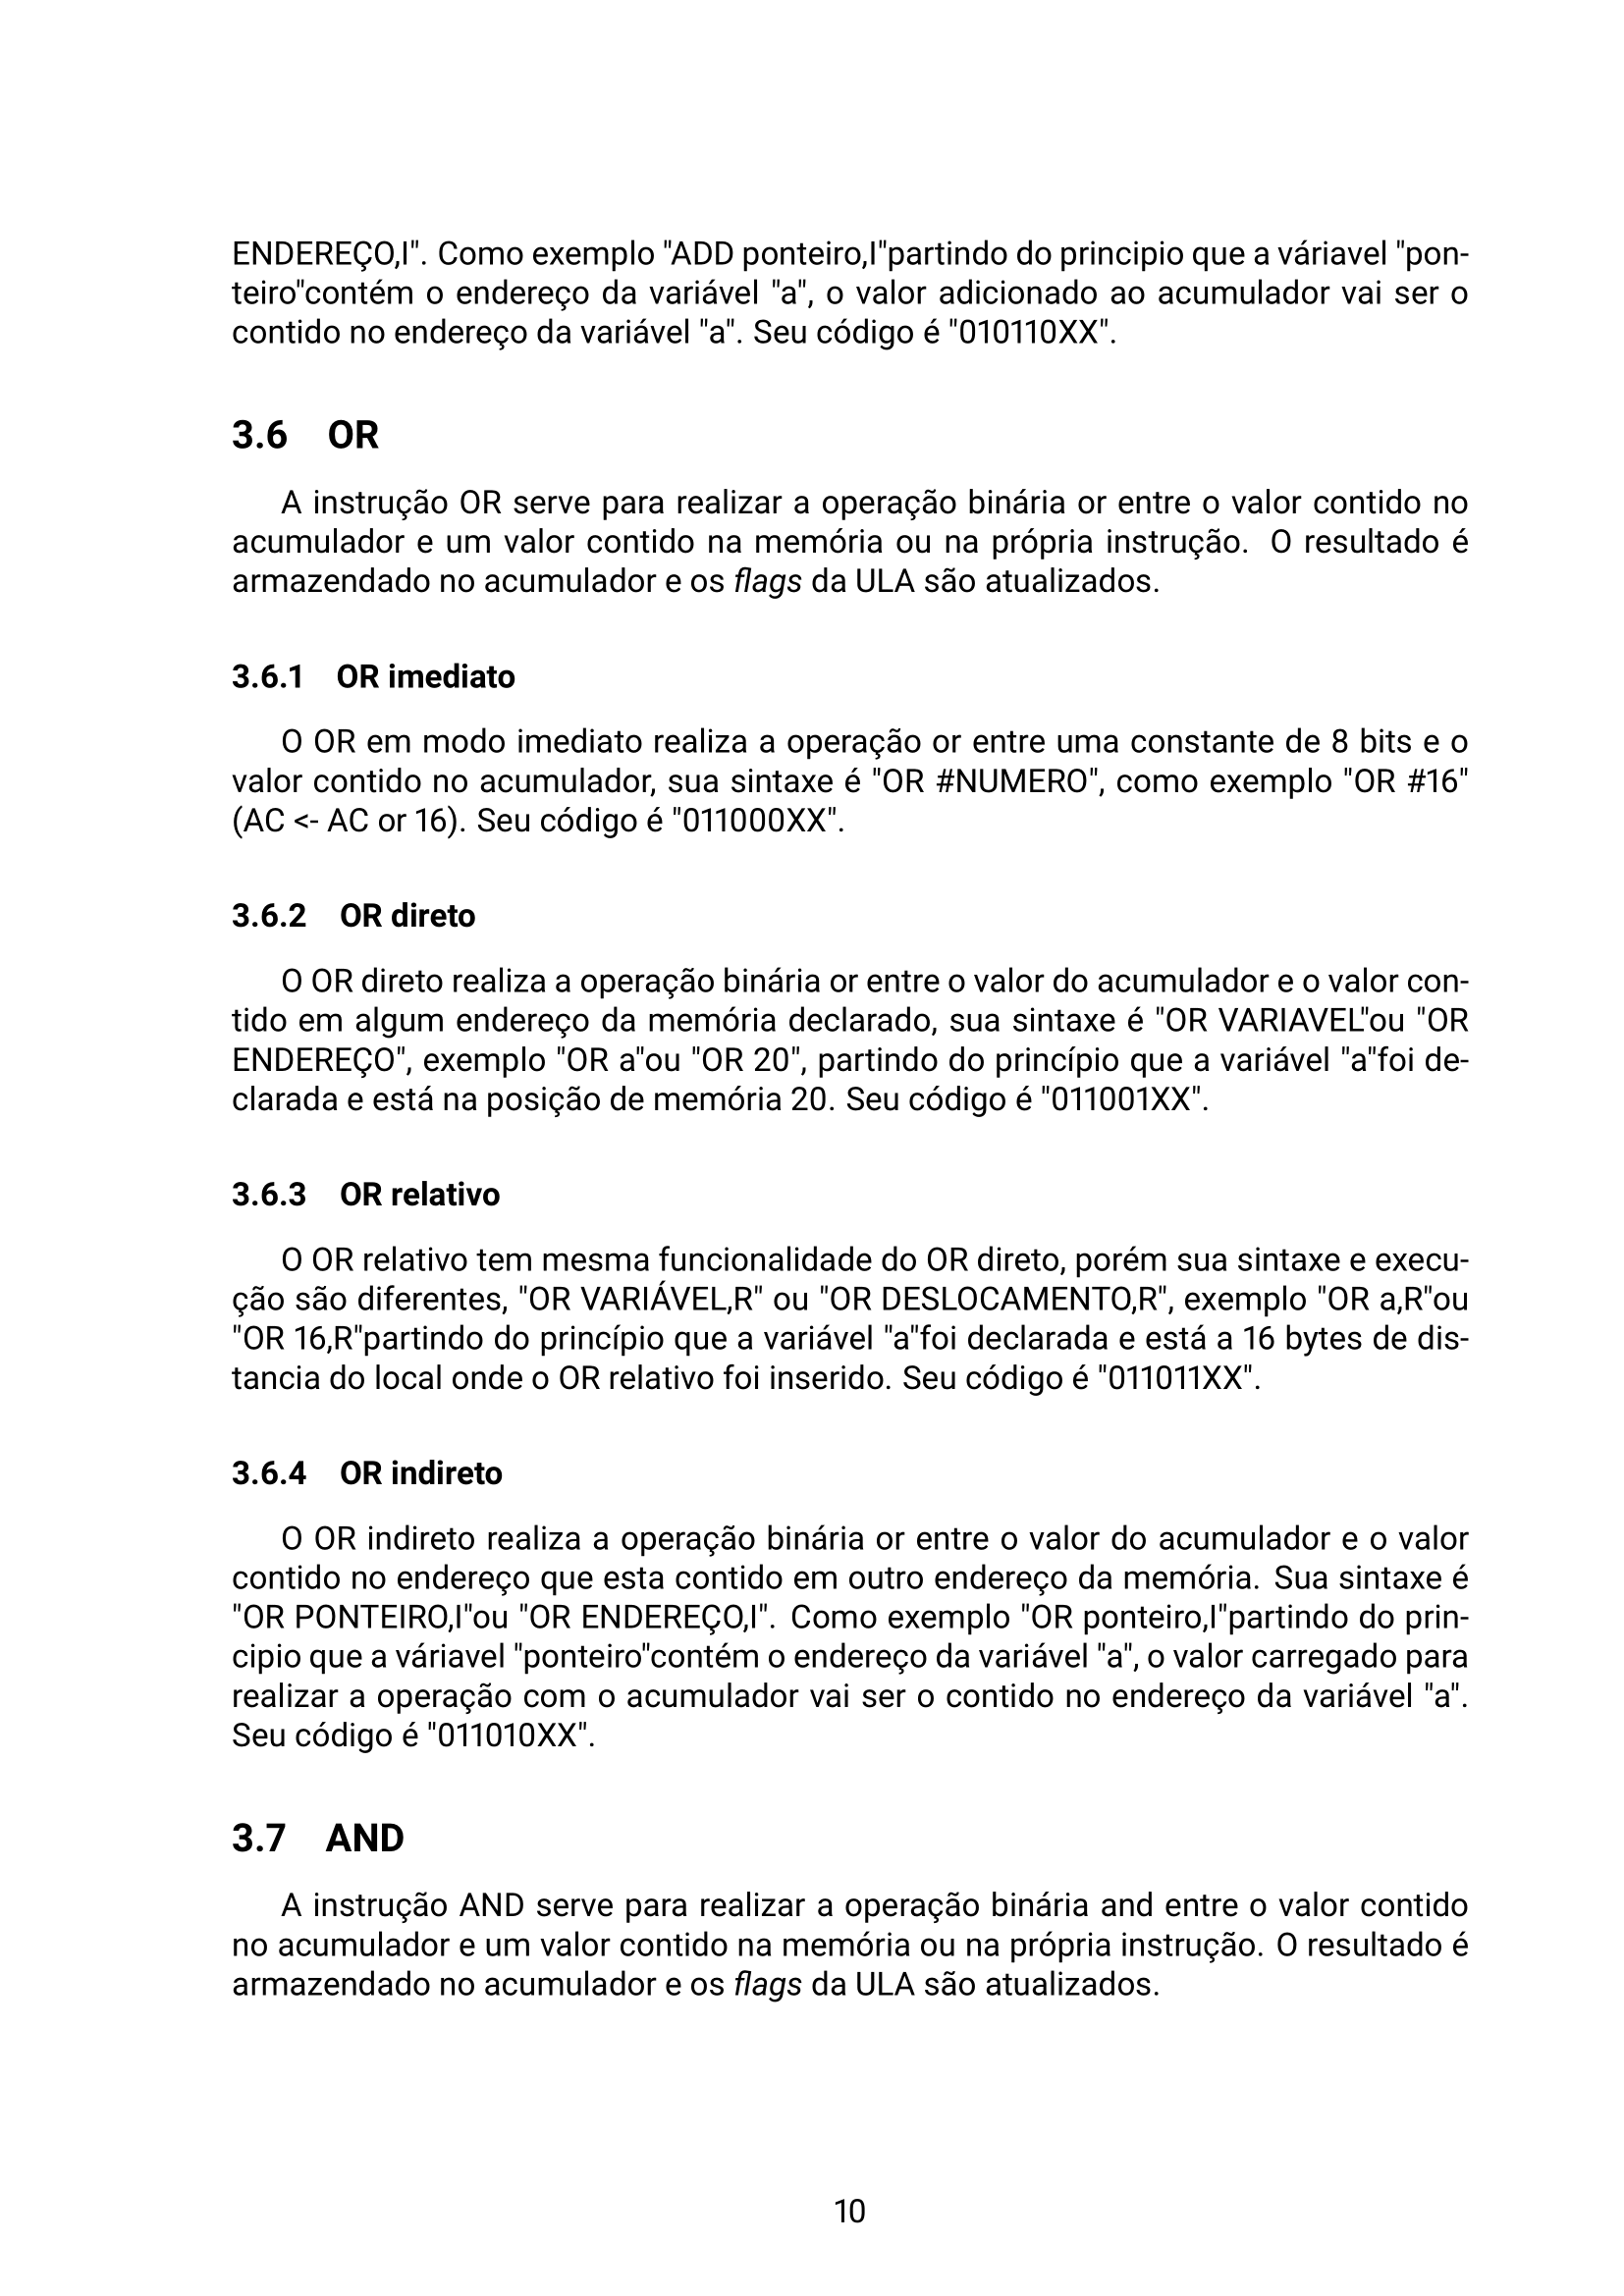 ENDEREÇO,I". Como exemplo "ADD ponteiro,I"partindo do principio que a váriavel "pon-
teiro"contém o endereço da variável "a", o valor adicionado ao acumulador vai ser o
contido no endereço da variável "a". Seu código é "010110XX".
3.6 OR
A instrução OR serve para realizar a operação binária or entre o valor contido no
acumulador e um valor contido na memória ou na própria instrução. O resultado é
armazendado no acumulador e os flags da ULA são atualizados.
3.6.1 OR imediato
O OR em modo imediato realiza a operação or entre uma constante de 8 bits e o
valor contido no acumulador, sua sintaxe é "OR #NUMERO", como exemplo "OR #16"
(AC <- AC or 16). Seu código é "011000XX".
3.6.2 OR direto
O OR direto realiza a operação binária or entre o valor do acumulador e o valor con-
tido em algum endereço da memória declarado, sua sintaxe é "OR VARIAVEL"ou "OR
ENDEREÇO", exemplo "OR a"ou "OR 20", partindo do princípio que a variável "a"foi de-
clarada e está na posição de memória 20. Seu código é "011001XX".
3.6.3 OR relativo
O OR relativo tem mesma funcionalidade do OR direto, porém sua sintaxe e execu-
ção são diferentes, "OR VARIÁVEL,R" ou "OR DESLOCAMENTO,R", exemplo "OR a,R"ou
"OR 16,R"partindo do princípio que a variável "a"foi declarada e está a 16 bytes de dis-
tancia do local onde o OR relativo foi inserido. Seu código é "011011XX".
3.6.4 OR indireto
O OR indireto realiza a operação binária or entre o valor do acumulador e o valor
contido no endereço que esta contido em outro endereço da memória. Sua sintaxe é
"OR PONTEIRO,I"ou "OR ENDEREÇO,I". Como exemplo "OR ponteiro,I"partindo do prin-
cipio que a váriavel "ponteiro"contém o endereço da variável "a", o valor carregado para
realizar a operação com o acumulador vai ser o contido no endereço da variável "a".
Seu código é "011010XX".
3.7 AND
A instrução AND serve para realizar a operação binária and entre o valor contido
no acumulador e um valor contido na memória ou na própria instrução. O resultado é
armazendado no acumulador e os flags da ULA são atualizados.
10